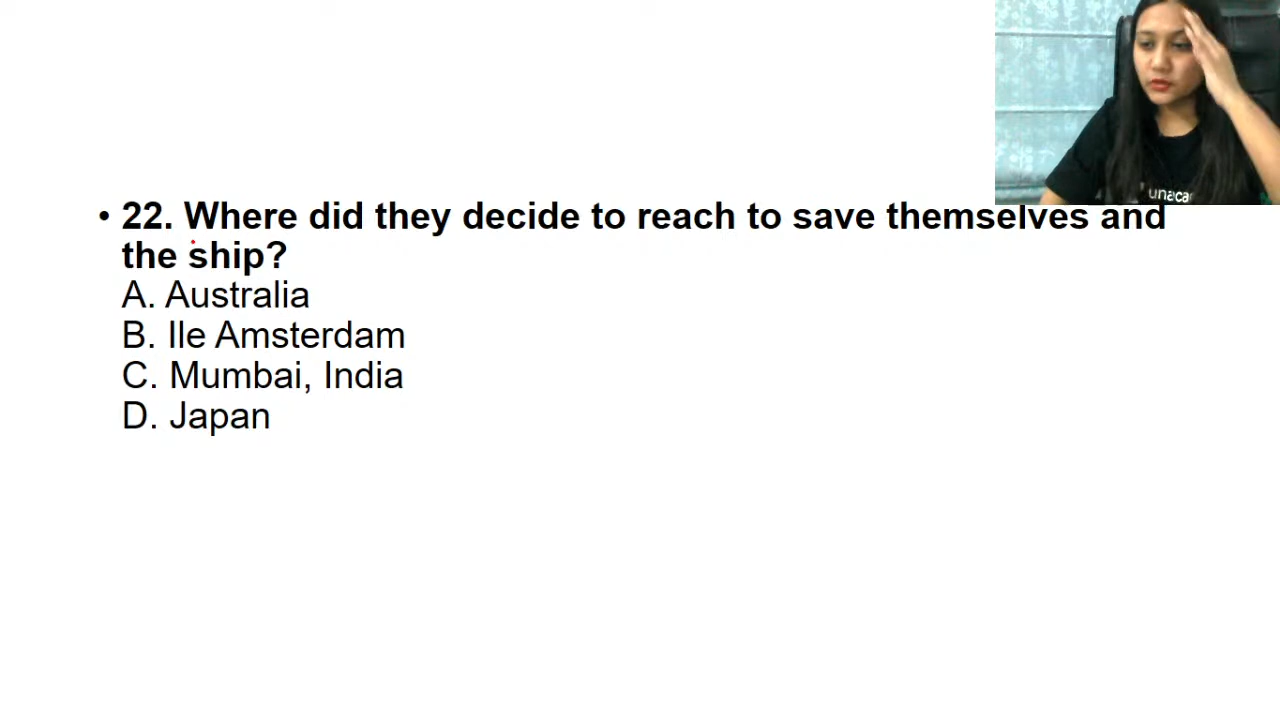 • 22. Where did they decide to reach to save themselves and
the ship?
A. Australia
B. Ile Amsterdam
C. Mumbai, India
D. Japan
unaca